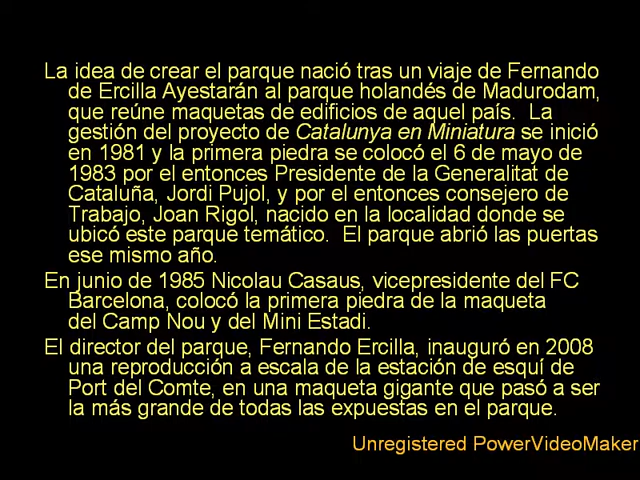 La idea de crear el parque nació tras un viaje de Fernando
de Ercilla Ayestarán al parque holandés de Madurodam,
que reúne maquetas de edificios de aquel país. La
gestión del proyecto de Catalunya en Miniatura se inició
en 1981 y la primera piedra se colocó el 6 de mayo de
1983 por el entonces Presidente de la Generalitat de
Cataluña, Jordi Pujol, y por el entonces consejero de
Trabajo, Joan Rigol, nacido en la localidad donde se
ubicó este parque temático. El parque abrió las puertas
ese mismo año.
En junio de 1985 Nicolau Casaus, vicepresidente del FC
Barcelona, colocó la primera piedra de la maqueta
del Camp Nou y del Mini Estadi.
El director del parque, Fernando Ercilla, inauguró en 2008
una reproducción a escala de la estación de esquí de
Port del Comte, en una maqueta gigante que pasó a ser
la más grande de todas las expuestas en el parque.
Unregistered PowerVideoMaker